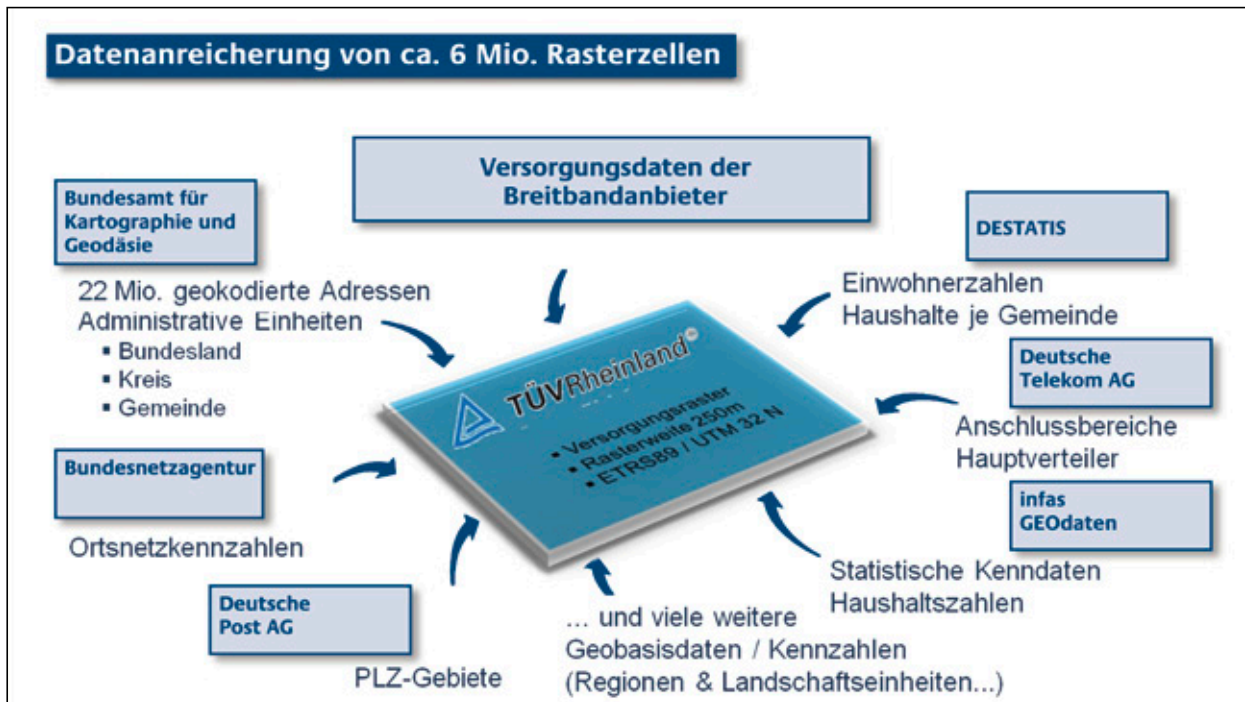 Datenanreicherung von ca. 6 Mio. Rasterzellen
Versorgungsdaten der
Breitbandanbieter
Bundesamt für
Kartographie und
Geodäsie
22 Mio. geokodierte Adressen
Administrative Einheiten
▪ Bundesland
▪ Kreis
▪ Gemeinde
DESTATIS
Einwohnerzahlen
Haushalte je Gemeinde
TÜVRheinland®
▪ Versorgungsraster
▪ Rasterweite 250m
▪ ETRS89 / UTM 32 N
Deutsche
Telekom AG
Anschlussbereiche
Hauptverteiler
Bundesnetzagentur
Ortsnetzkennzahlen
infas
GEOdaten
Statistische Kenndaten
Haushaltszahlen
Deutsche
Post AG
PLZ-Gebiete
... und viele weitere
Geobasisdaten / Kennzahlen
(Regionen & Landschaftseinheiten...)